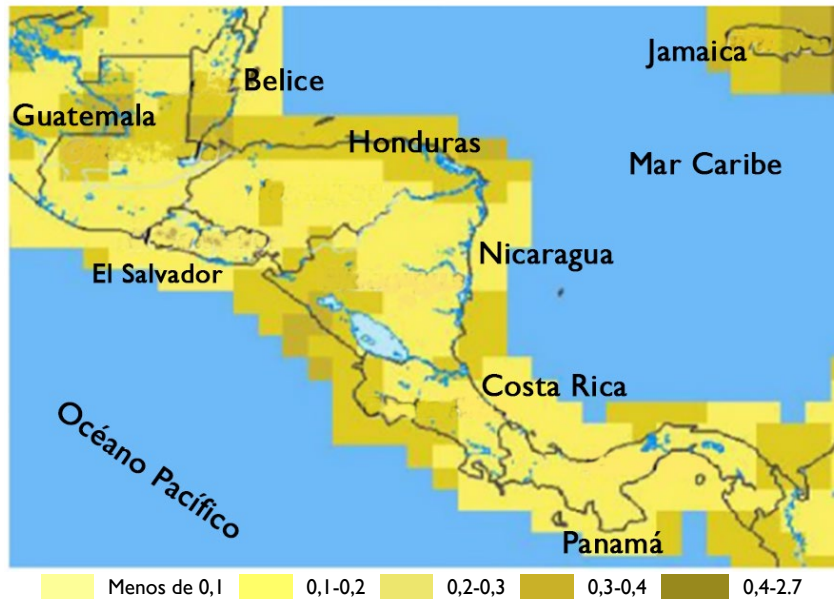 Jamaica
Belice
Guatemala
Honduras
Mar Caribe
Nicaragua
El Salvador
Costa Rica
Océano Pacífico
Panamá
Menos de 0,1
0,1-0,2
0,2-0,3
0,3-0,4
0,4-2.7